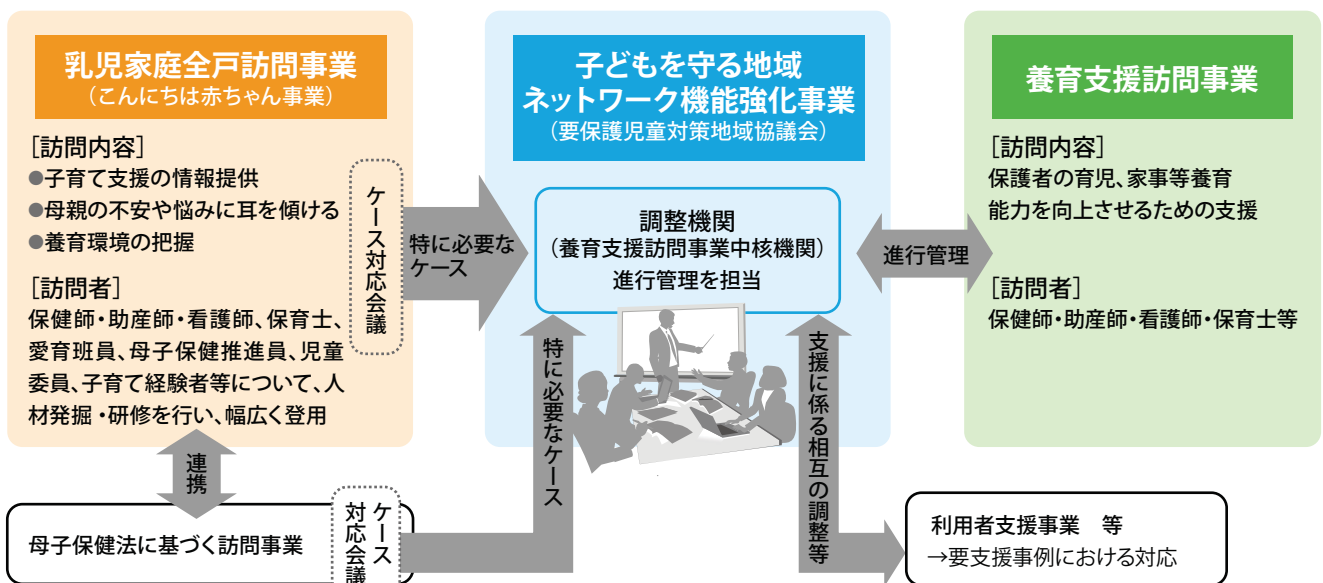 乳児家庭全戸訪問事業
（こんにちは赤ちゃん事業）
［訪問内容］
●子育て支援の情報提供
●母親の不安や悩みに耳を傾ける
●養育環境の把握
［訪問者］
保健師・助産師・看護師、保育士、
愛育班員、母子保健推進員、児童
委員、子育て経験者等について、人
材発掘・研修を行い、幅広く登用
ケース対応会議
特に必要な
ケース
連携
母子保健法に基づく訪問事業
ケース
対応会議
子どもを守る地域
ネットワーク機能強化事業
（要保護児童対策地域協議会）
調整機関
（養育支援訪問事業中核機関）
進行管理を担当
特に必要なケース
支援に係る相互の調整等
進行管理
養育支援訪問事業
［訪問内容］
保護者の育児、家事等養育
能力を向上させるための支援
［訪問者］
保健師・助産師・看護師・保育士等
利用者支援事業　等
→要支援事例における対応